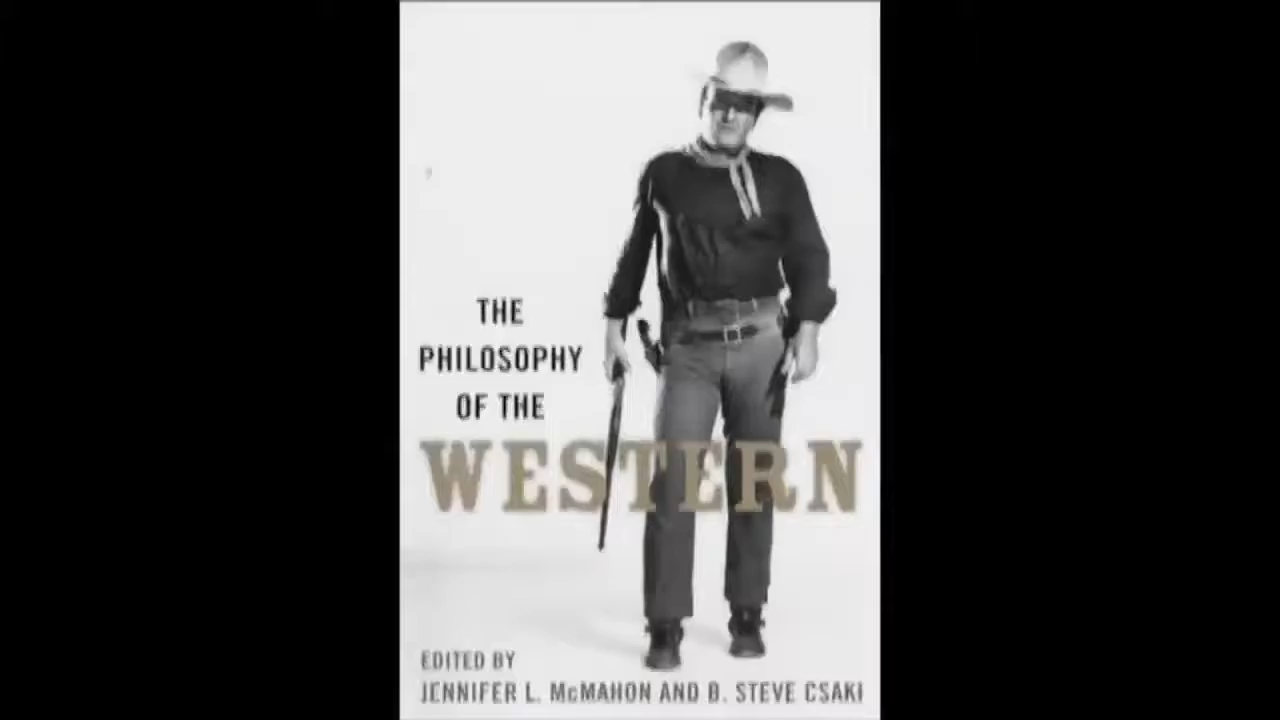 THE
PHILOSOPHY
OF THE
WESTERN
EDITED BY
JENNIFER L. McMAHON AND B. STEVE CSAKI